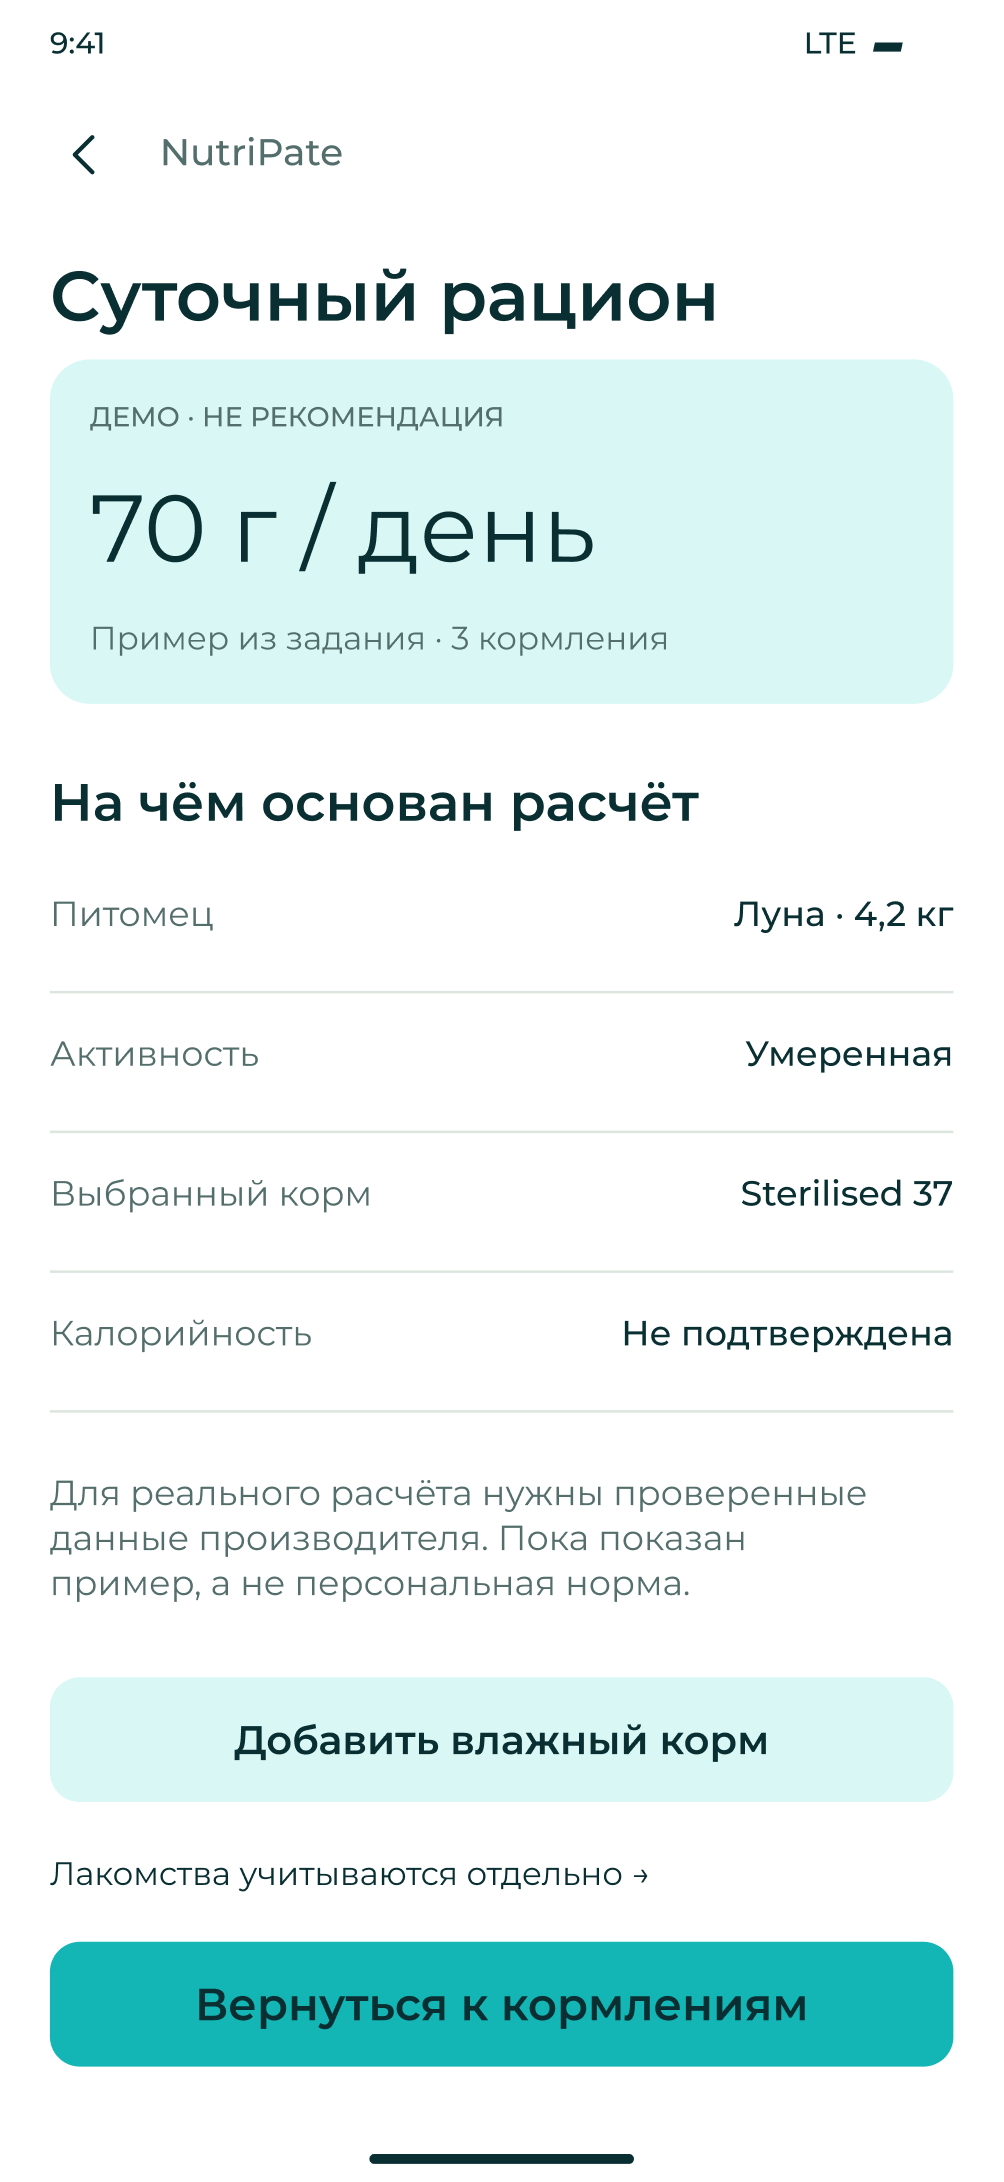 9:41
LTE
NutriPate
Суточный рацион
ДЕМО · НЕ РЕКОМЕНДАЦИЯ
70 г / день
Пример из задания · 3 кормления
На чём основан расчёт
Питомец
Луна · 4,2 кг
Активность
Умеренная
Выбранный корм
Sterilised 37
Калорийность
Не подтверждена
Для реального расчёта нужны проверенные
данные производителя. Пока показан
пример, а не персональная норма.
Добавить влажный корм
Лакомства учитываются отдельно →
Вернуться к кормлениям